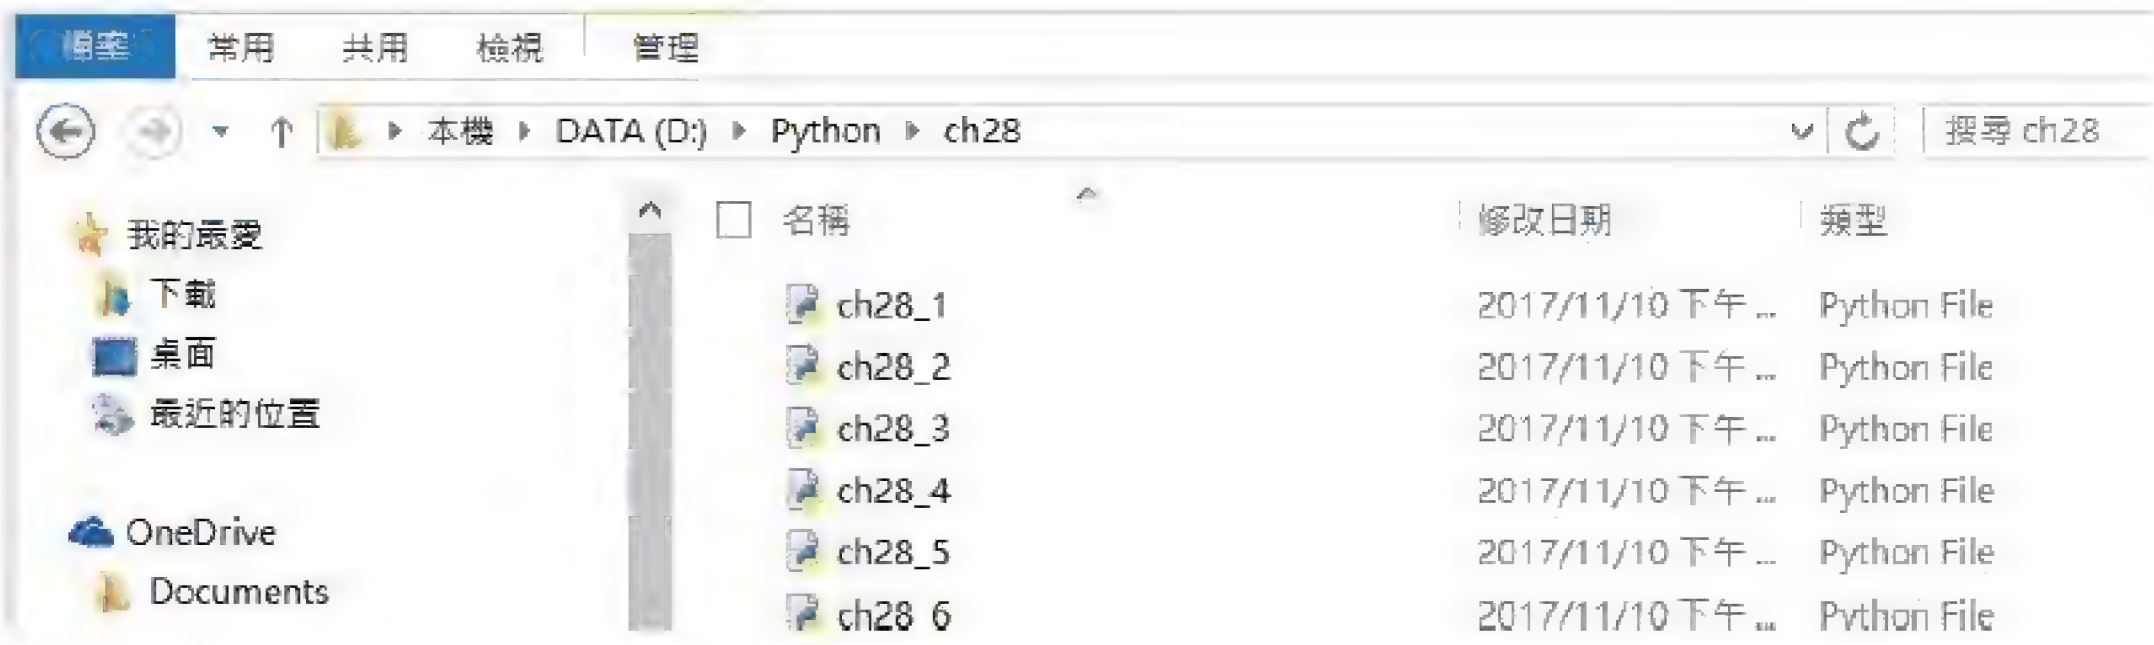 檔案 常用 共用 檢視 管理
本機 DATA (D:) Python ch28 搜尋 ch28
我的最愛
下載
桌面
最近的位置
OneDrive
Documents
名稱 修改日期 類型
ch28_1 2017/11/10 下午 ... Python File
ch28_2 2017/11/10 下午 ... Python File
ch28_3 2017/11/10 下午 ... Python File
ch28_4 2017/11/10 下午 ... Python File
ch28_5 2017/11/10 下午 ... Python File
ch28_6 2017/11/10 下午 ... Python File